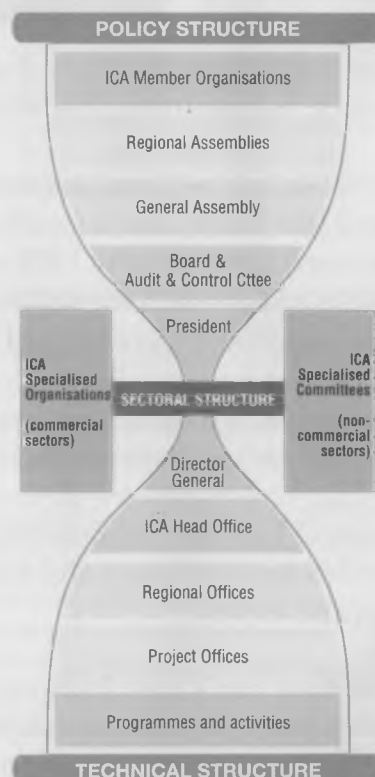 POLICY STRUCTURE
ICA Member Organisations
Regional Assemblies
General Assembly
Board &
Audit & Control Cttee
President
ICA
Specialised
Organisations
(commercial
sectors)
SECTORAL STRUCTURE
ICA
Specialised
Committees
(non-
commercial
sectors)
Director
General
ICA Head Office
Regional Offices
Project Offices
Programmes and activities
TECHNICAL STRUCTURE